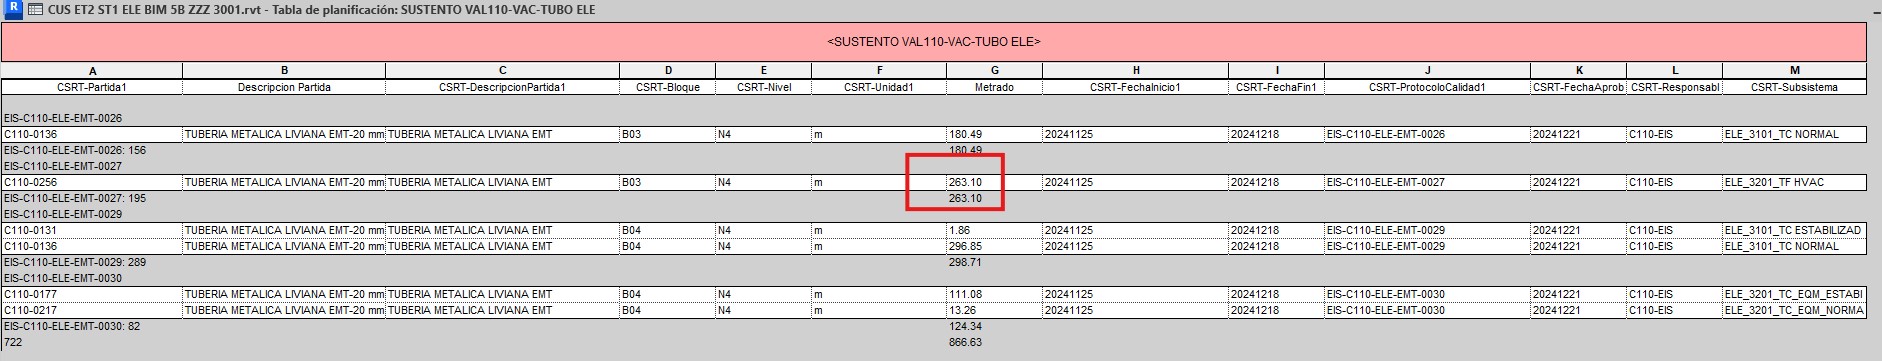 R CUS ET2 ST1 ELE BIM 5B ZZZ 3001.rvt - Tabla de planificación: SUSTENTO VAL110-VAC-TUBO ELE
<SUSTENTO VAL110-VAC-TUBO ELE>
A B C D E F G H I J K L M
CSRT-Partida1 Descripcion Partida CSRT-DescripcionPartida1 CSRT-Bloque CSRT-Nivel CSRT-Unidad1 Metrado CSRT-FechaInicio1 CSRT-FechaFin1 CSRT-ProtocoloCalidad1 CSRT-FechaAprob CSRT-Responsabl CSRT-Subsistema
EIS-C110-ELE-EMT-0026
C110-0136 TUBERIA METALICA LIVIANA EMT-20 mm TUBERIA METALICA LIVIANA EMT B03 N4 m 180.49 20241125 20241218 EIS-C110-ELE-EMT-0026 20241221 C110-EIS ELE_3101_TC NORMAL
EIS-C110-ELE-EMT-0026: 156 180.49
EIS-C110-ELE-EMT-0027
C110-0256 TUBERIA METALICA LIVIANA EMT-20 mm TUBERIA METALICA LIVIANA EMT B03 N4 m 263.10 20241125 20241218 EIS-C110-ELE-EMT-0027 20241221 C110-EIS ELE_3201_TF HVAC
EIS-C110-ELE-EMT-0027: 195 263.10
EIS-C110-ELE-EMT-0029
C110-0131 TUBERIA METALICA LIVIANA EMT-20 mm TUBERIA METALICA LIVIANA EMT B04 N4 m 1.86 20241125 20241218 EIS-C110-ELE-EMT-0029 20241221 C110-EIS ELE_3101_TC ESTABILIZAD
C110-0136 TUBERIA METALICA LIVIANA EMT-20 mm TUBERIA METALICA LIVIANA EMT B04 N4 m 296.85 20241125 20241218 EIS-C110-ELE-EMT-0029 20241221 C110-EIS ELE_3101_TC NORMAL
EIS-C110-ELE-EMT-0029: 289 298.71
EIS-C110-ELE-EMT-0030
C110-0177 TUBERIA METALICA LIVIANA EMT-20 mm TUBERIA METALICA LIVIANA EMT B04 N4 m 111.08 20241125 20241218 EIS-C110-ELE-EMT-0030 20241221 C110-EIS ELE_3201_TC_EQM_ESTABI
C110-0217 TUBERIA METALICA LIVIANA EMT-20 mm TUBERIA METALICA LIVIANA EMT B04 N4 m 13.26 20241125 20241218 EIS-C110-ELE-EMT-0030 20241221 C110-EIS ELE_3201_TC_EQM_NORMA
EIS-C110-ELE-EMT-0030: 82 124.34
722 866.63